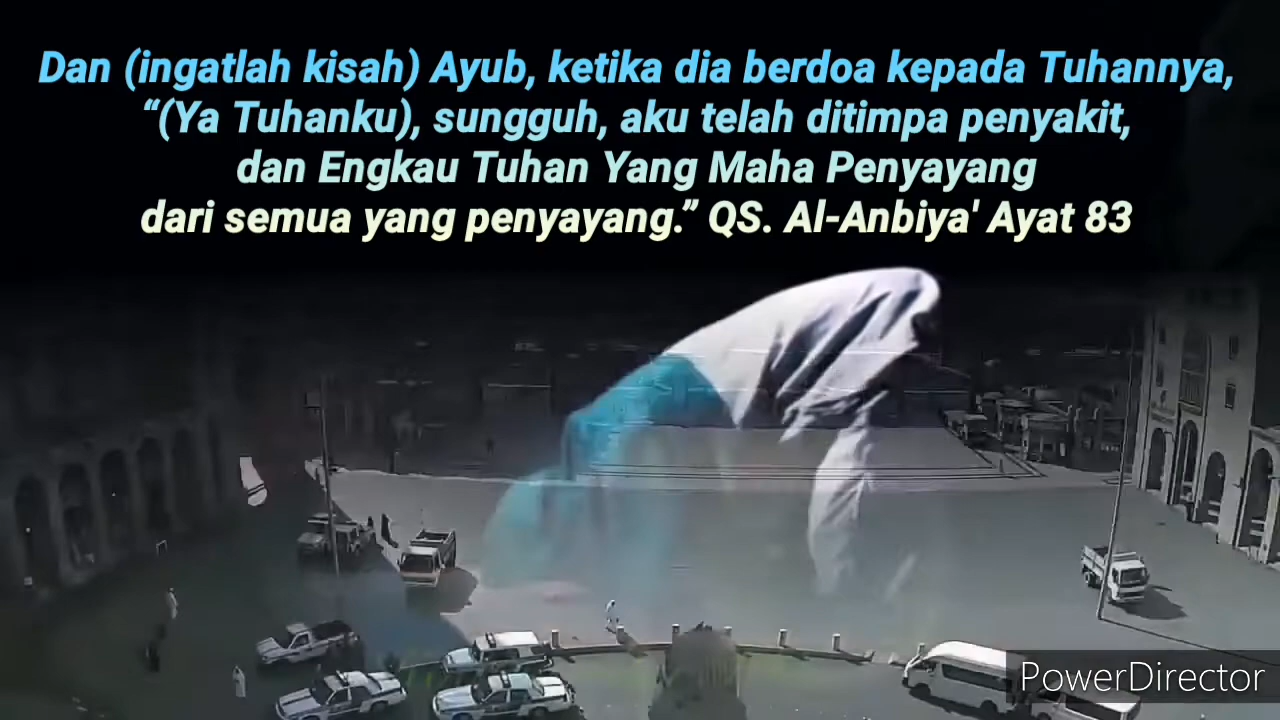 Dan (ingatlah kisah) Ayub, ketika dia berdoa kepada Tuhannya,
“(Ya Tuhanku), sungguh, aku telah ditimpa penyakit,
dan Engkau Tuhan Yang Maha Penyayang
dari semua yang penyayang.” QS. Al-Anbiya' Ayat 83
PowerDirector